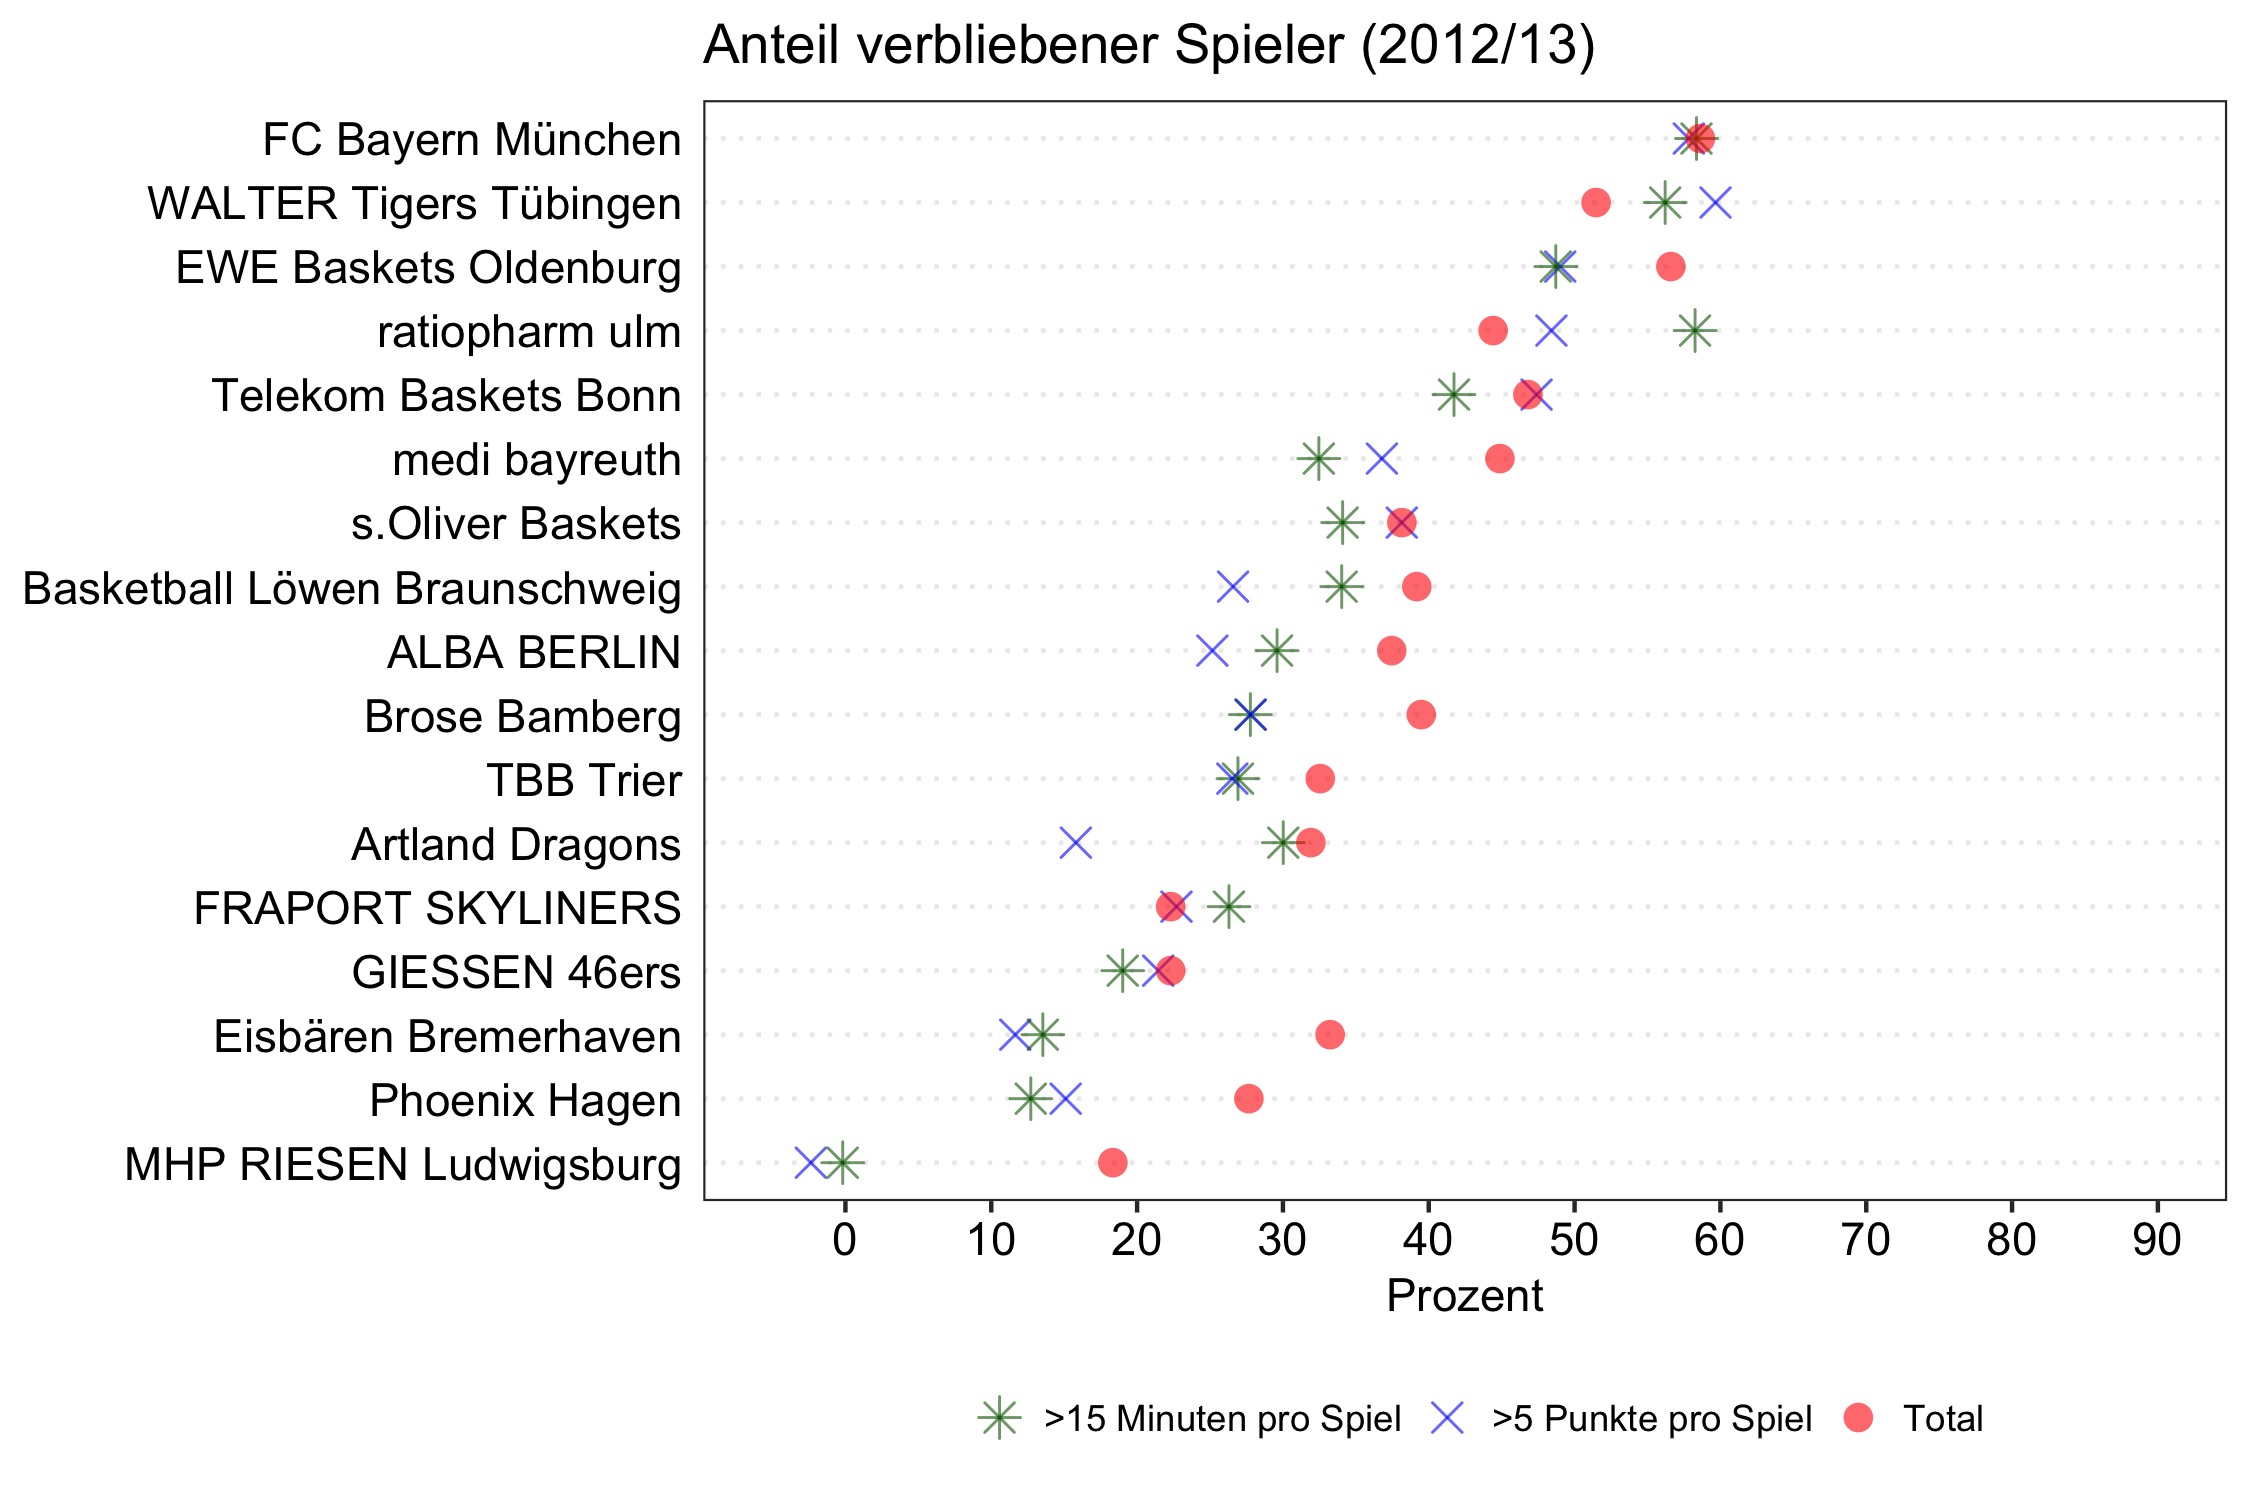 Anteil verbliebener Spieler (2012/13)
FC Bayern München
WALTER Tigers Tübingen
EWE Baskets Oldenburg
ratiopharm ulm
Telekom Baskets Bonn
medi bayreuth
s.Oliver Baskets
Basketball Löwen Braunschweig
ALBA BERLIN
Brose Bamberg
TBB Trier
Artland Dragons
FRAPORT SKYLINERS
GIESSEN 46ers
Eisbären Bremerhaven
Phoenix Hagen
MHP RIESEN Ludwigsburg
0 10 20 30 40 50 60 70 80 90
Prozent
>15 Minuten pro Spiel >5 Punkte pro Spiel Total